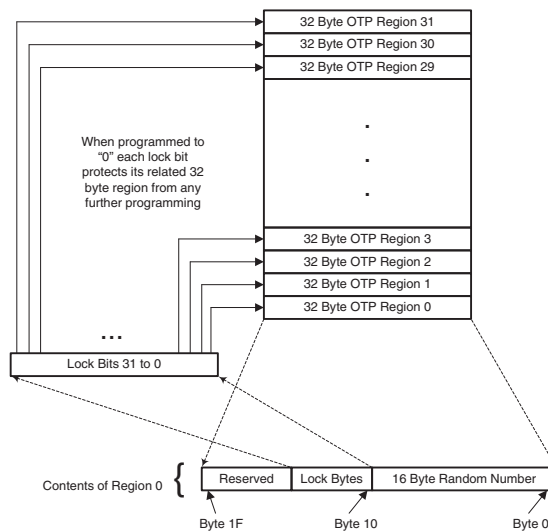 32 Byte OTP Region 31
32 Byte OTP Region 30
32 Byte OTP Region 29
When programmed to
“0” each lock bit
protects its related 32
byte region from any
further programming
.
.
.
32 Byte OTP Region 3
32 Byte OTP Region 2
32 Byte OTP Region 1
32 Byte OTP Region 0
...
Lock Bits 31 to 0
Contents of Region 0 {
Reserved
Lock Bytes
16 Byte Random Number
Byte 1F
Byte 10
Byte 0